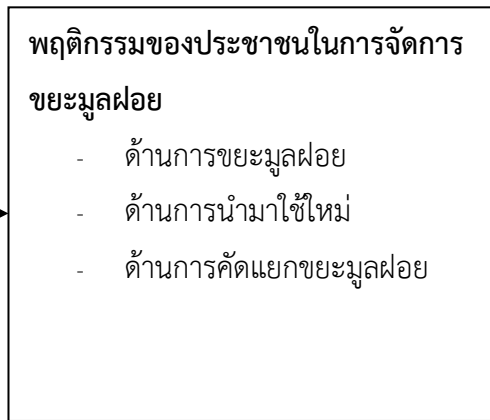 พฤติกรรมของประชาชนในการจัดการ
ขยะมูลฝอย
- ด้านการขยะมูลฝอย
- ด้านการนำมาใช้ใหม่
- ด้านการคัดแยกขยะมูลฝอย